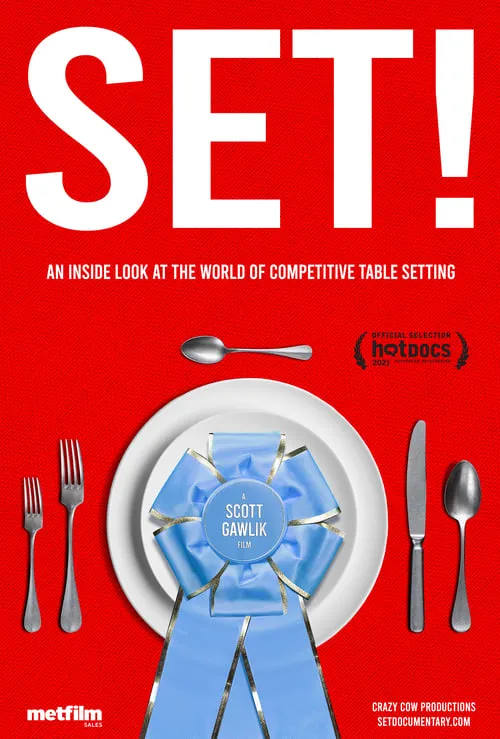 SET!
AN INSIDE LOOK AT THE WORLD OF COMPETITIVE TABLE SETTING
OFFICIAL SELECTION
hotDOCS
2021
A
SCOTT
GAWLIK
FILM
metfilm
SALES
CRAZY COW PRODUCTIONS
SETDOCUMENTARY.COM